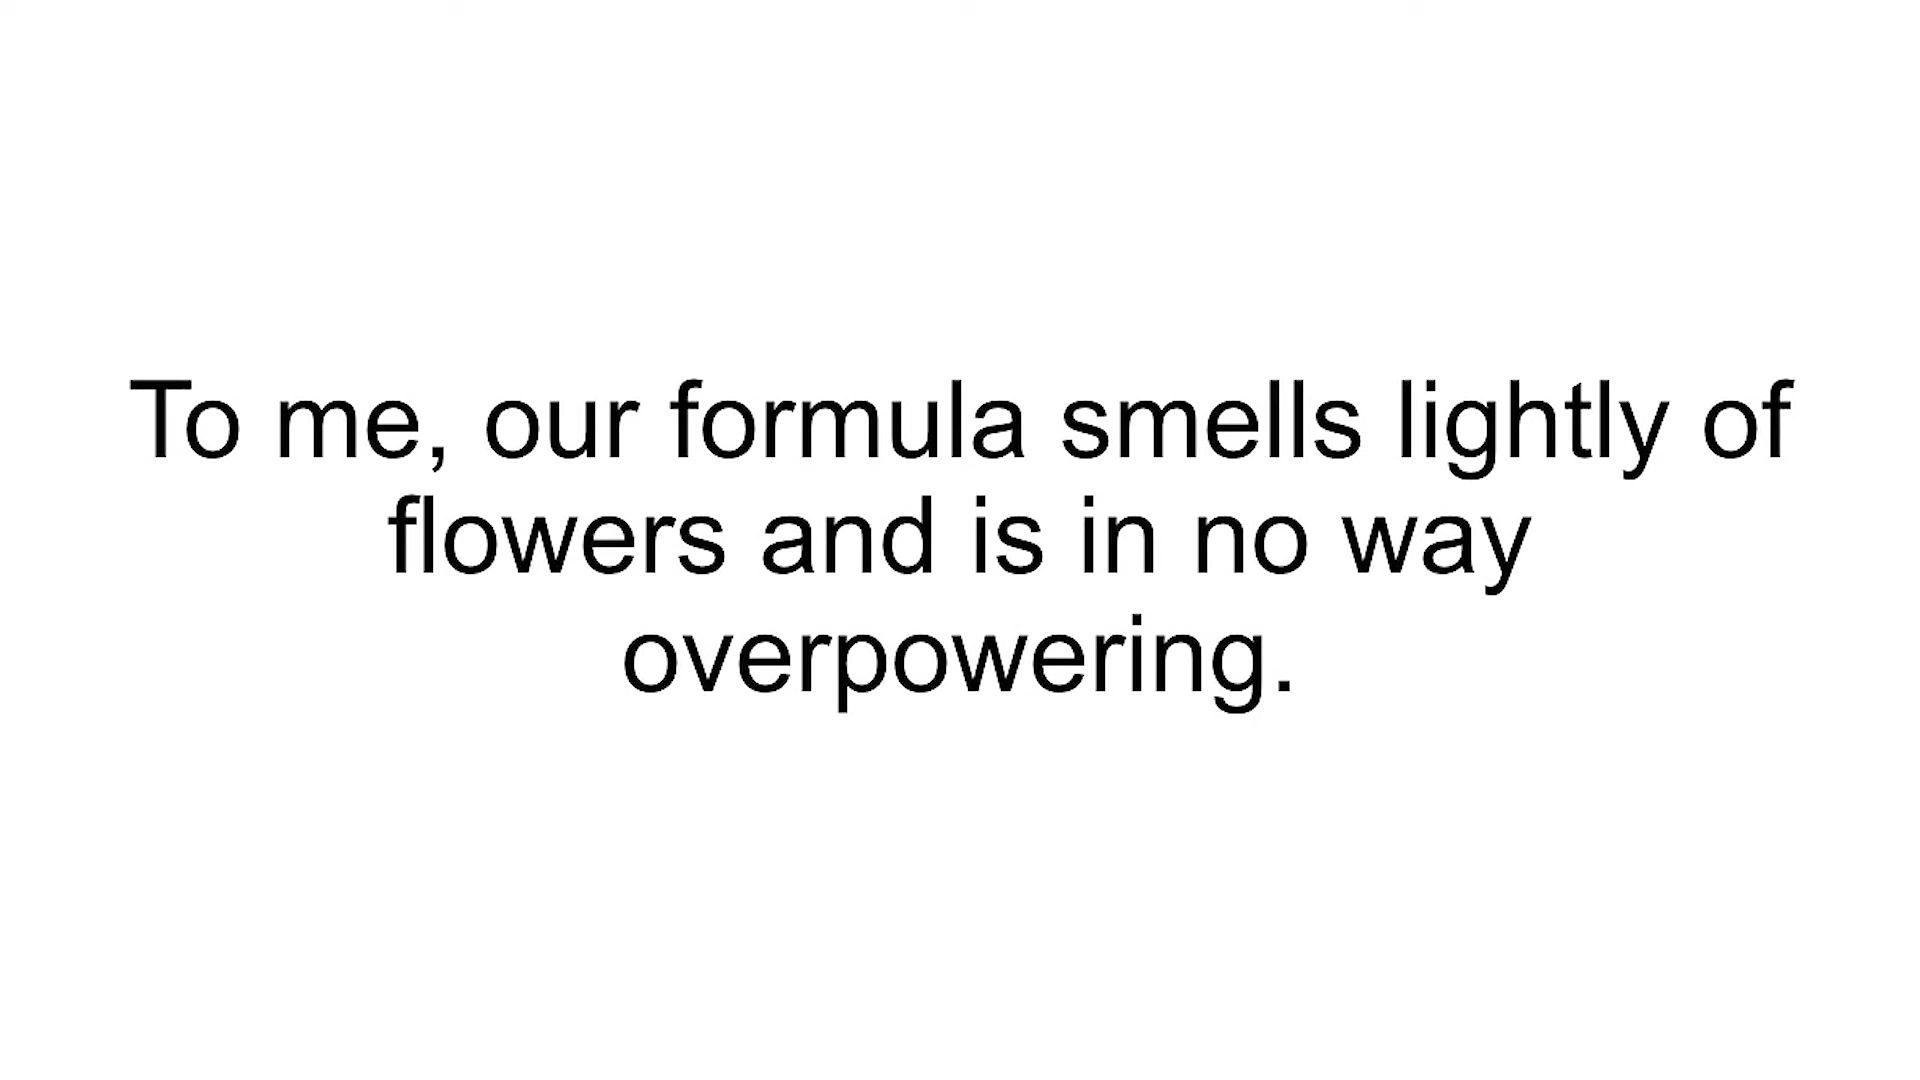 To me, our formula smells lightly of
flowers and is in no way
overpowering.